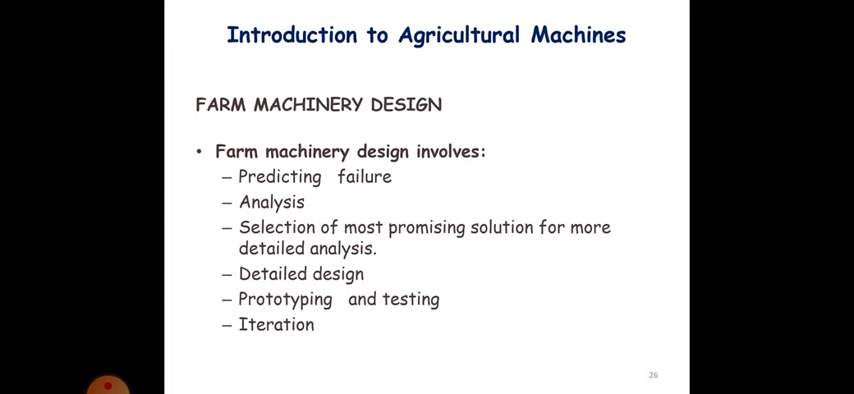 Introduction to Agricultural Machines
FARM MACHINERY DESIGN
• Farm machinery design involves:
– Predicting failure
– Analysis
– Selection of most promising solution for more
detailed analysis.
– Detailed design
– Prototyping and testing
– Iteration
26